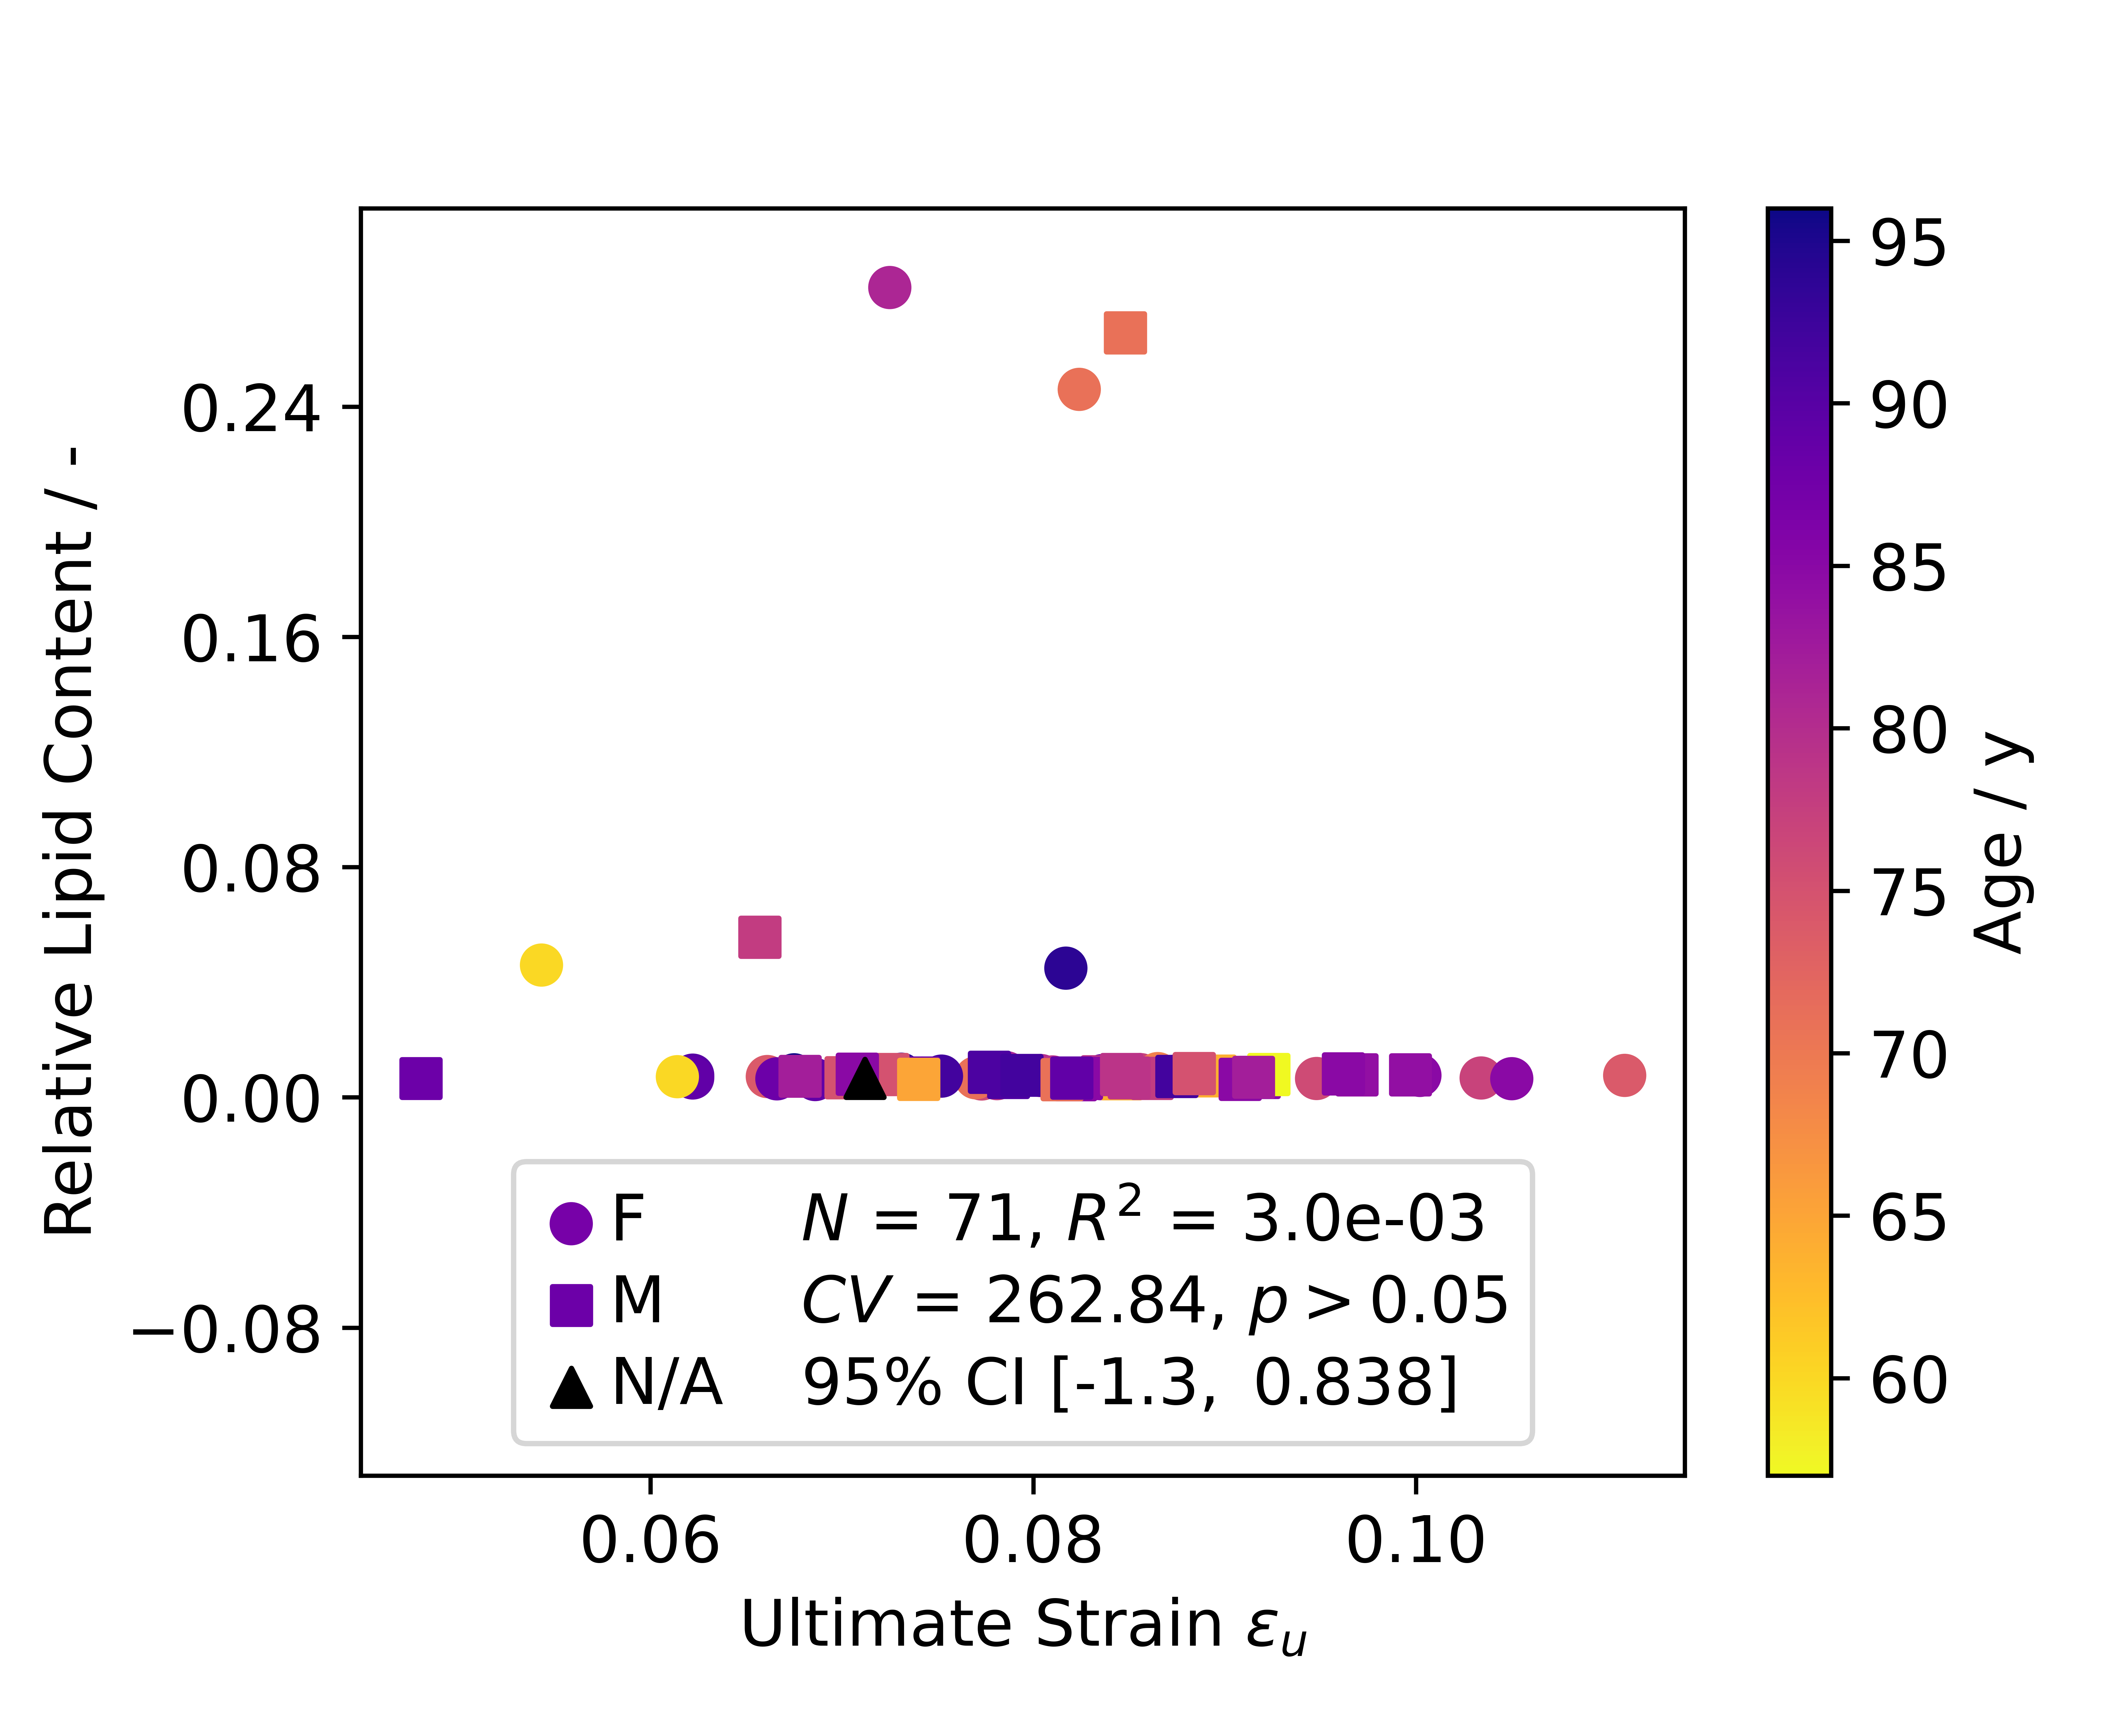 Relative Lipid Content / -
0.24
0.16
0.08
0.00
−0.08
F
M
N/A
N = 71, R² = 3.0e-03
CV = 262.84, p > 0.05
95% CI [-1.3, 0.838]
0.06
0.08
0.10
Ultimate Strain εᵤ
95
90
85
80
75
70
65
60
Age / y